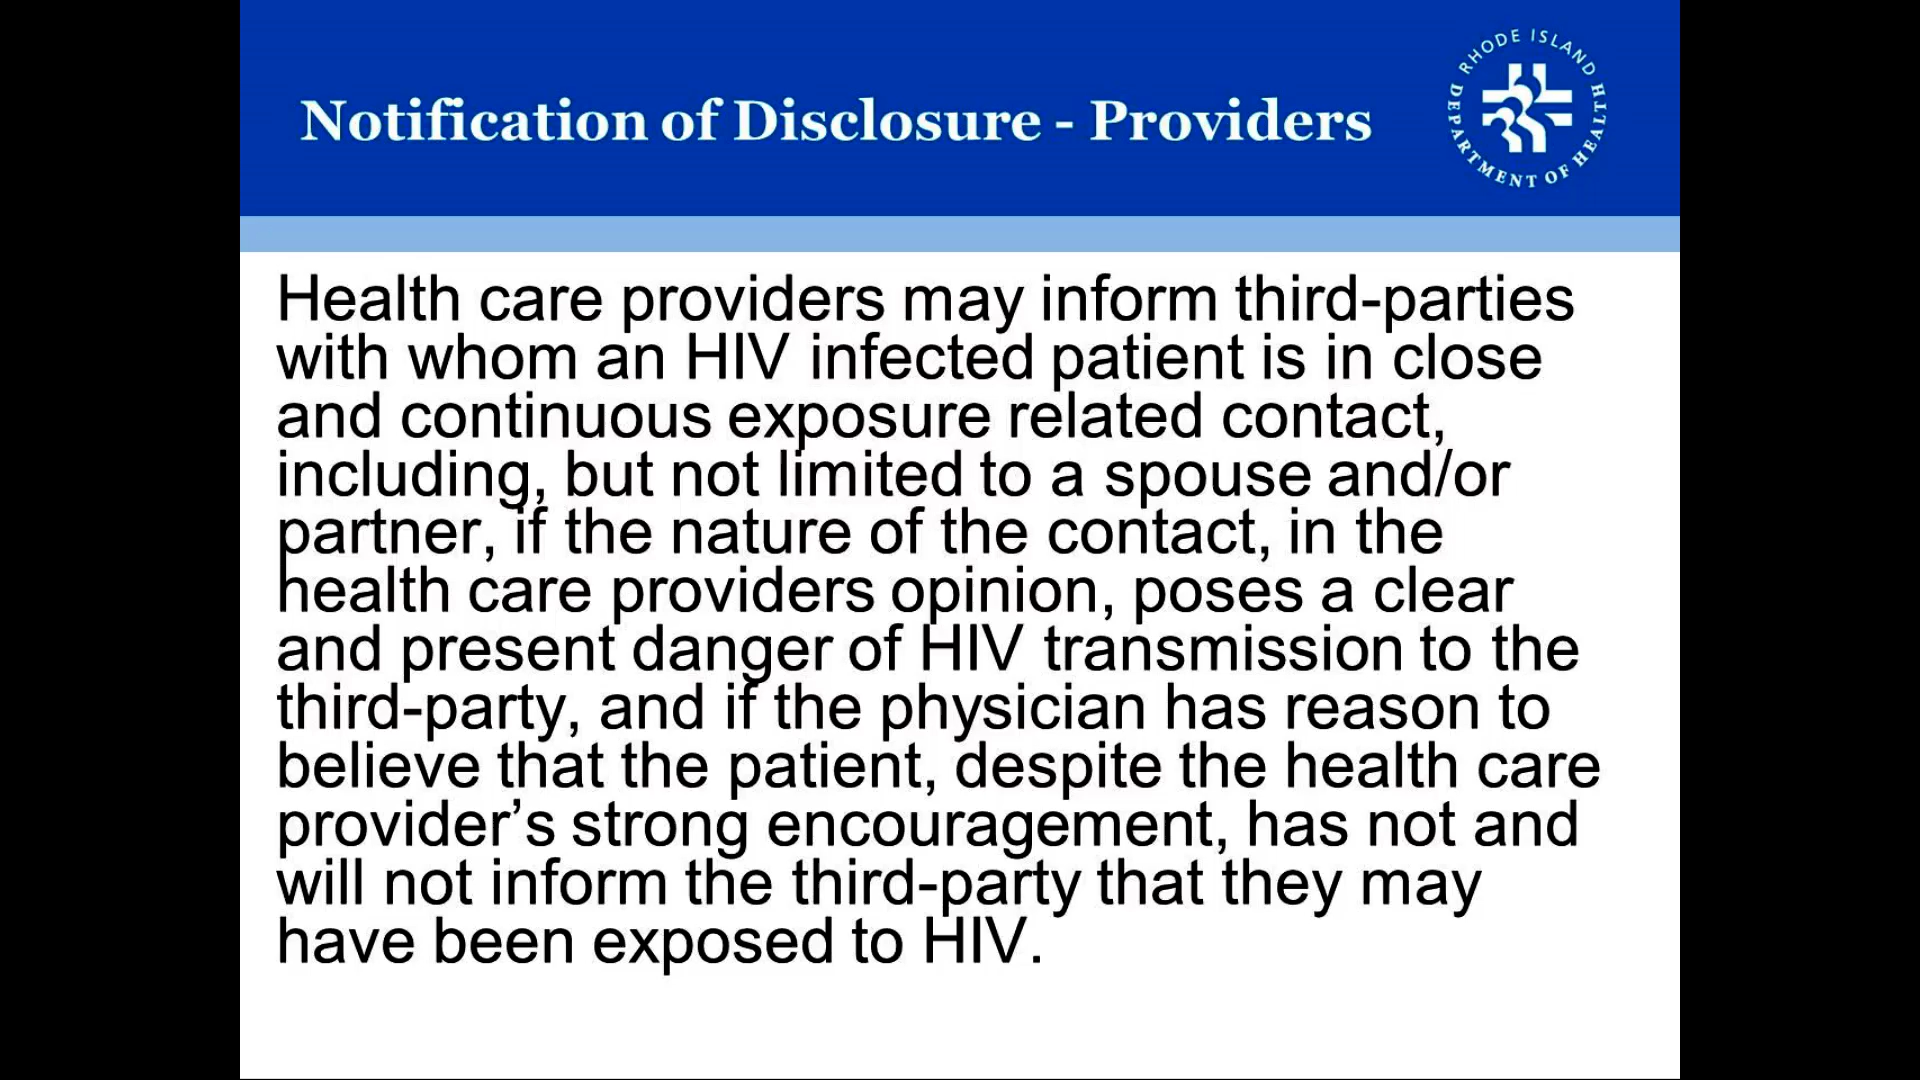 Notification of Disclosure - Providers
RHODE ISLAND
DEPARTMENT OF HEALTH
Health care providers may inform third-parties
with whom an HIV infected patient is in close
and continuous exposure related contact,
including, but not limited to a spouse and/or
partner, if the nature of the contact, in the
health care providers opinion, poses a clear
and present danger of HIV transmission to the
third-party, and if the physician has reason to
believe that the patient, despite the health care
provider’s strong encouragement, has not and
will not inform the third-party that they may
have been exposed to HIV.